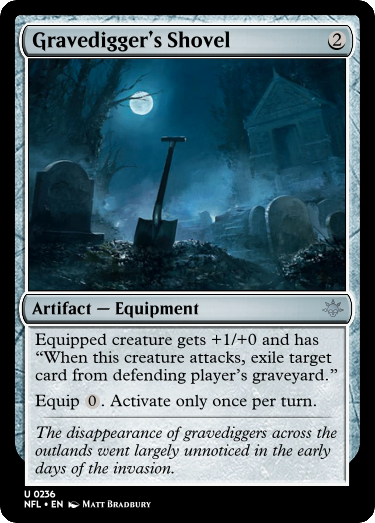 Gravedigger's Shovel 2
Artifact — Equipment
Equipped creature gets +1/+0 and has
“When this creature attacks, exile target
card from defending player's graveyard.”
Equip 0. Activate only once per turn.
The disappearance of gravediggers across the
outlands went largely unnoticed in the early
days of the invasion.
U 0236
NFL • EN Matt Bradbury